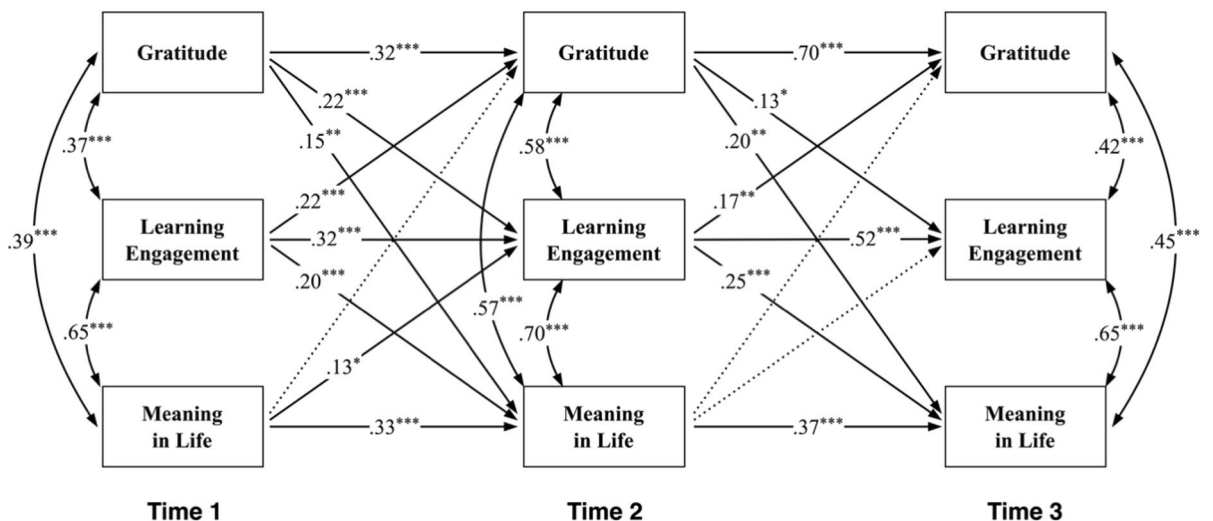 Gratitude
.32***
Gratitude
.70***
Gratitude
.22***
.13*
.15**
.20**
.37***
.58***
.42***
.22***
.17**
Learning
Engagement
.32***
Learning
Engagement
.52***
Learning
Engagement
.39***
.45***
.20***
.25***
.57***
.65***
.70***
.65***
.13*
Meaning
in Life
.33***
Meaning
in Life
.37***
Meaning
in Life
Time 1
Time 2
Time 3